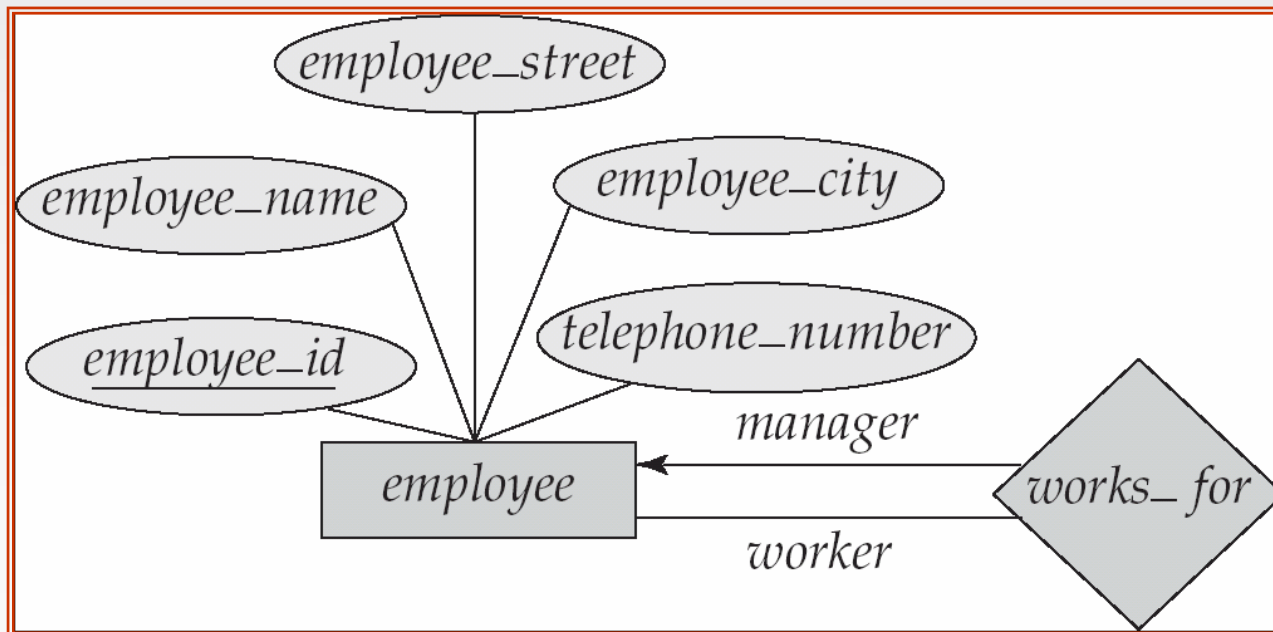 employee_street
employee_name
employee_city
employee_id
telephone_number
manager
employee
works_ for
worker